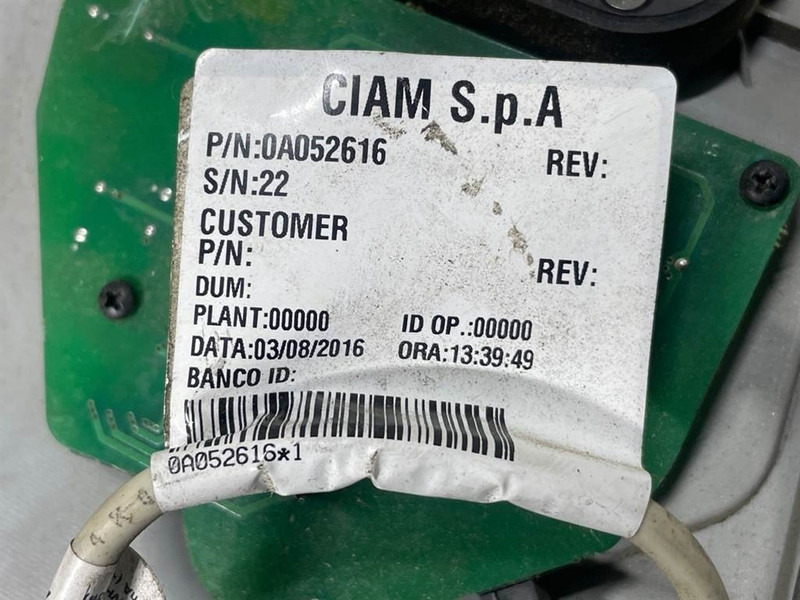 CIAM S.p.A
P/N:0A052616 REV:
S/N:22
CUSTOMER
P/N: REV:
DUM:
PLANT:00000 ID OP.:00000
DATA:03/08/2016 ORA:13:39:49
BANCO ID:
0A052616*1